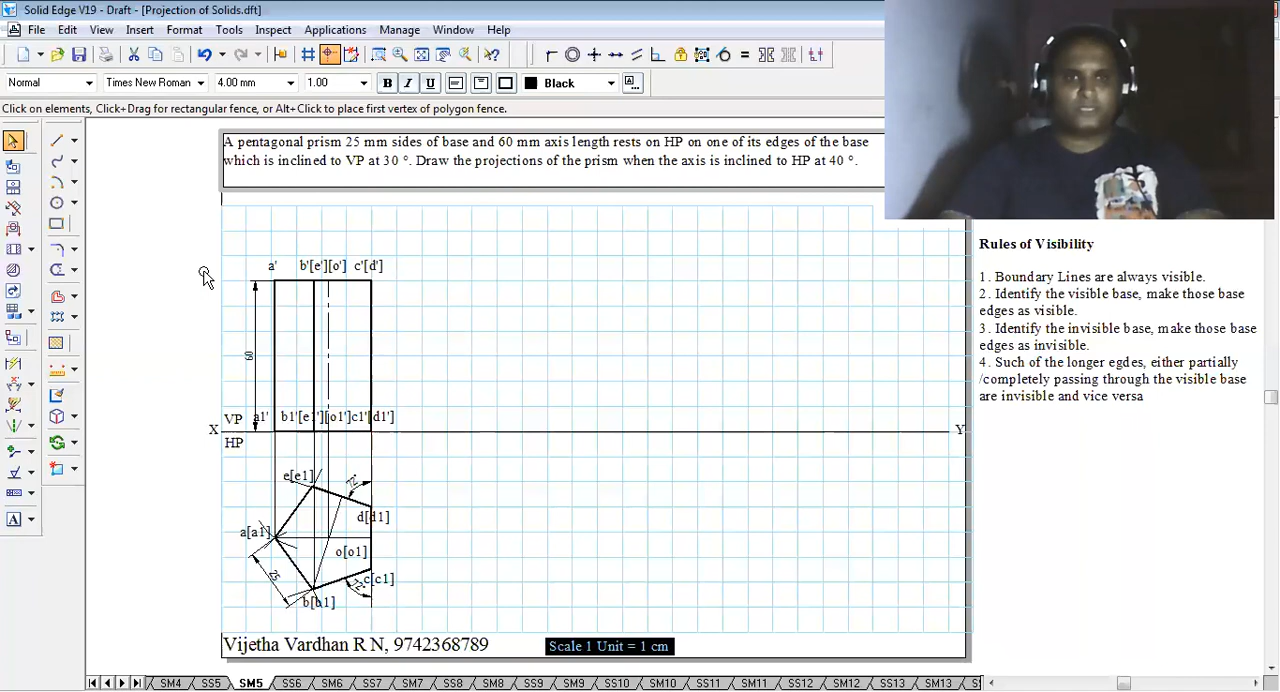 Solid Edge V19 - Draft - [Projection of Solids.dft]
File Edit View Insert Format Tools Inspect Applications Manage Window Help
Normal Times New Roman 4.00 mm 1.00 B I U Black
Click on elements, Click+Drag for rectangular fence, or Alt+Click to place first vertex of polygon fence.
A pentagonal prism 25 mm sides of base and 60 mm axis length rests on HP on one of its edges of the base
which is inclined to VP at 30 °. Draw the projections of the prism when the axis is inclined to HP at 40 °.
Rules of Visibility
1. Boundary Lines are always visible.
2. Identify the visible base, make those base
edges as visible.
3. Identify the invisible base, make those base
edges as invisible.
4. Such of the longer egdes, either partially
/completely passing through the visible base
are invisible and vice versa
a' b'[e'][o'] c'[d']
60
VP a1' b1'[e1'][o1']c1'[d1']
X Y
HP
e[e1]
72°
d[d1]
a[a1]
o[o1]
25
72°
c[c1]
b[b1]
Vijetha Vardhan R N, 9742368789 Scale 1 Unit = 1 cm
SM4 SS5 SM5 SS6 SM6 SS7 SM7 SS8 SM8 SS9 SM9 SS10 SM10 SS11 SM11 SS12 SM12 SS13 SM13